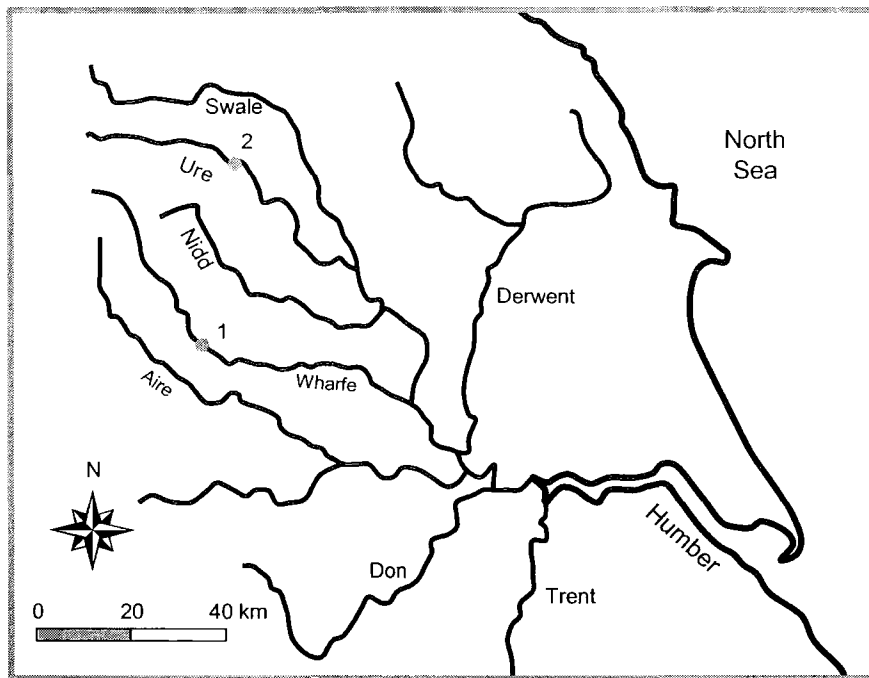 Swale
2
Ure
North
Sea
Nidd
Derwent
1
Wharfe
Aire
N
Humber
Don
Trent
0 20 40 km